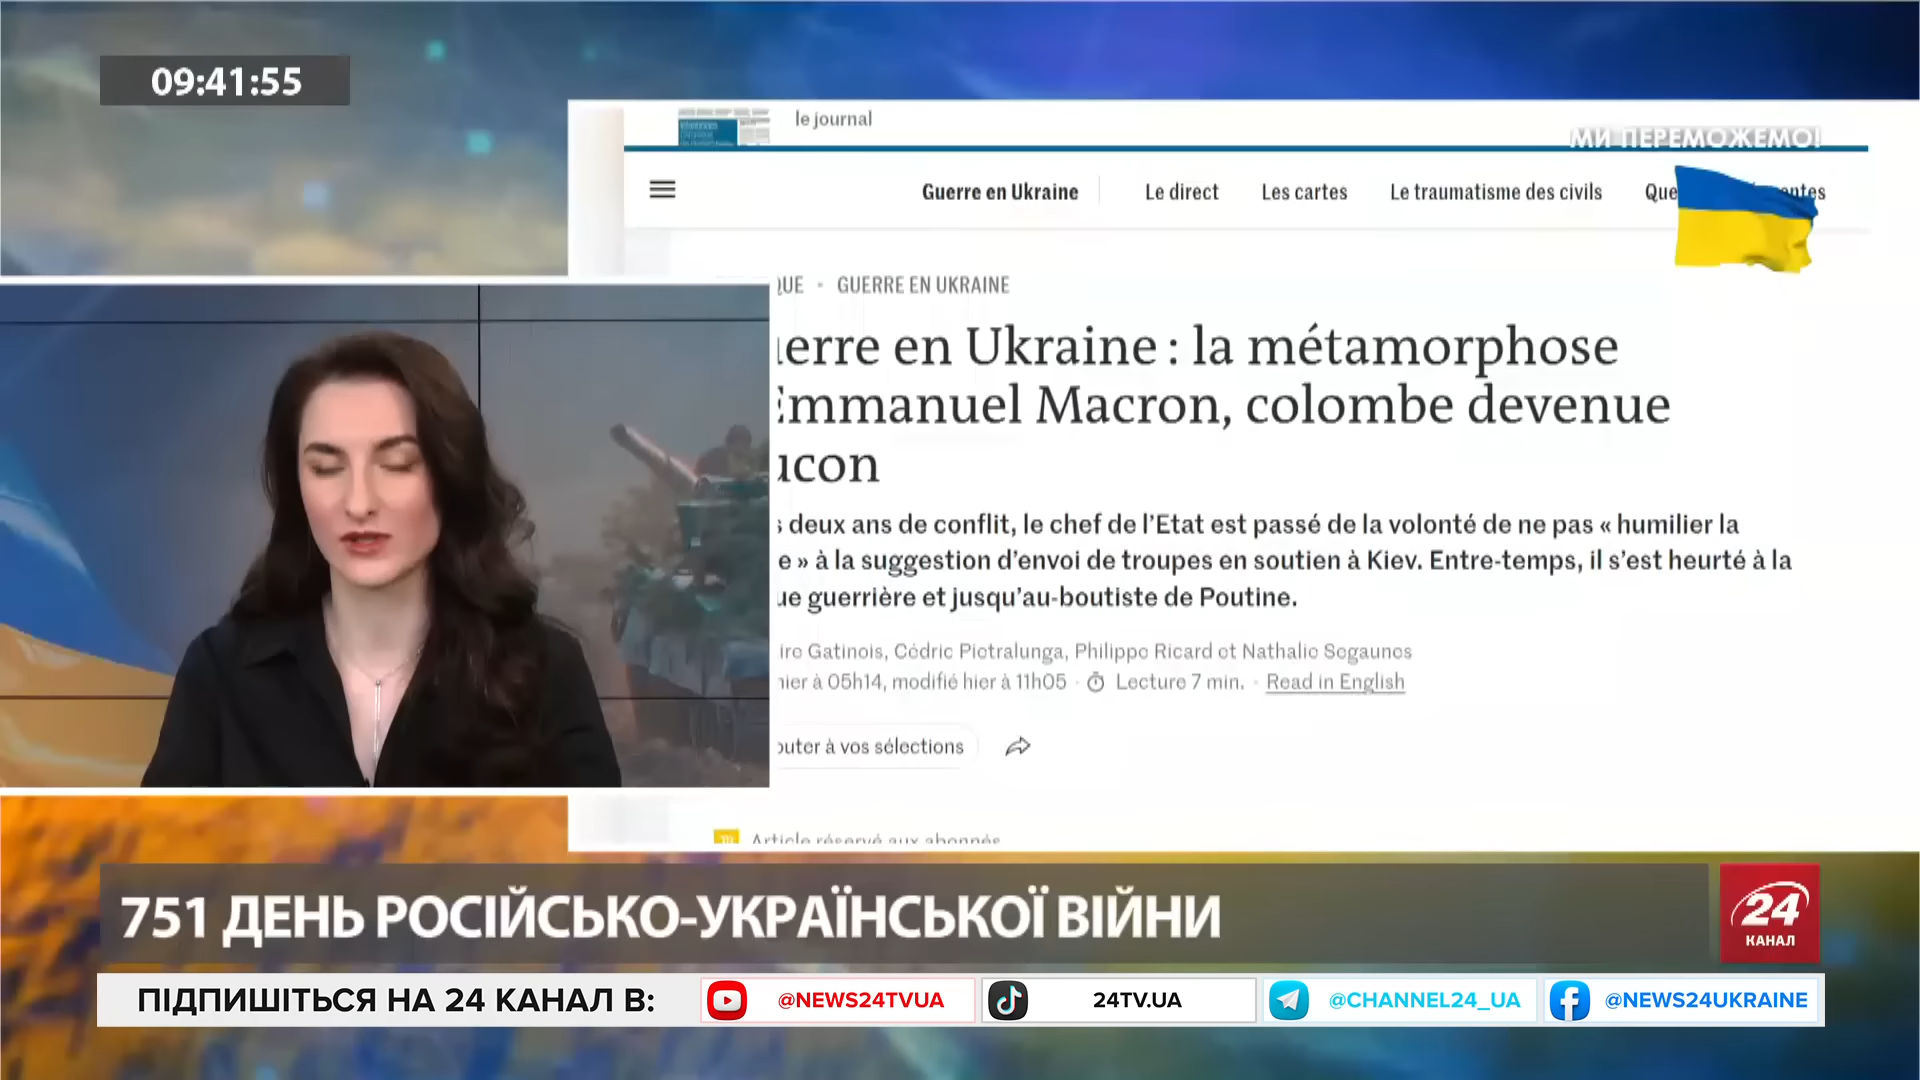 09:41:55
le journal
МИ ПЕРЕМОЖЕМО!
Guerre en Ukraine Le direct Les cartes Le traumatisme des civils
GUERRE EN UKRAINE
en Ukraine : la métamorphose
Emmanuel Macron, colombe devenue
deux ans de conflit, le chef de l'Etat est passé de la volonté de ne pas « humilier la
» à la suggestion d'envoi de troupes en soutien à Kiev. Entre-temps, il s'est heurté à la
guerrière et jusqu'au-boutiste de Poutine.
Gatinois, Cédric Pietralunga, Philippe Ricard et Nathalie Segaunes
hier à 05h14, modifié hier à 11h05 · Lecture 7 min. · Read in English
à vos sélections
Article réservé aux abonnés
751 ДЕНЬ РОСІЙСЬКО-УКРАЇНСЬКОЇ ВІЙНИ
24
КАНАЛ
ПІДПИШІТЬСЯ НА 24 КАНАЛ В: @NEWS24TVUA 24TV.UA @CHANNEL24_UA @NEWS24UKRAINE